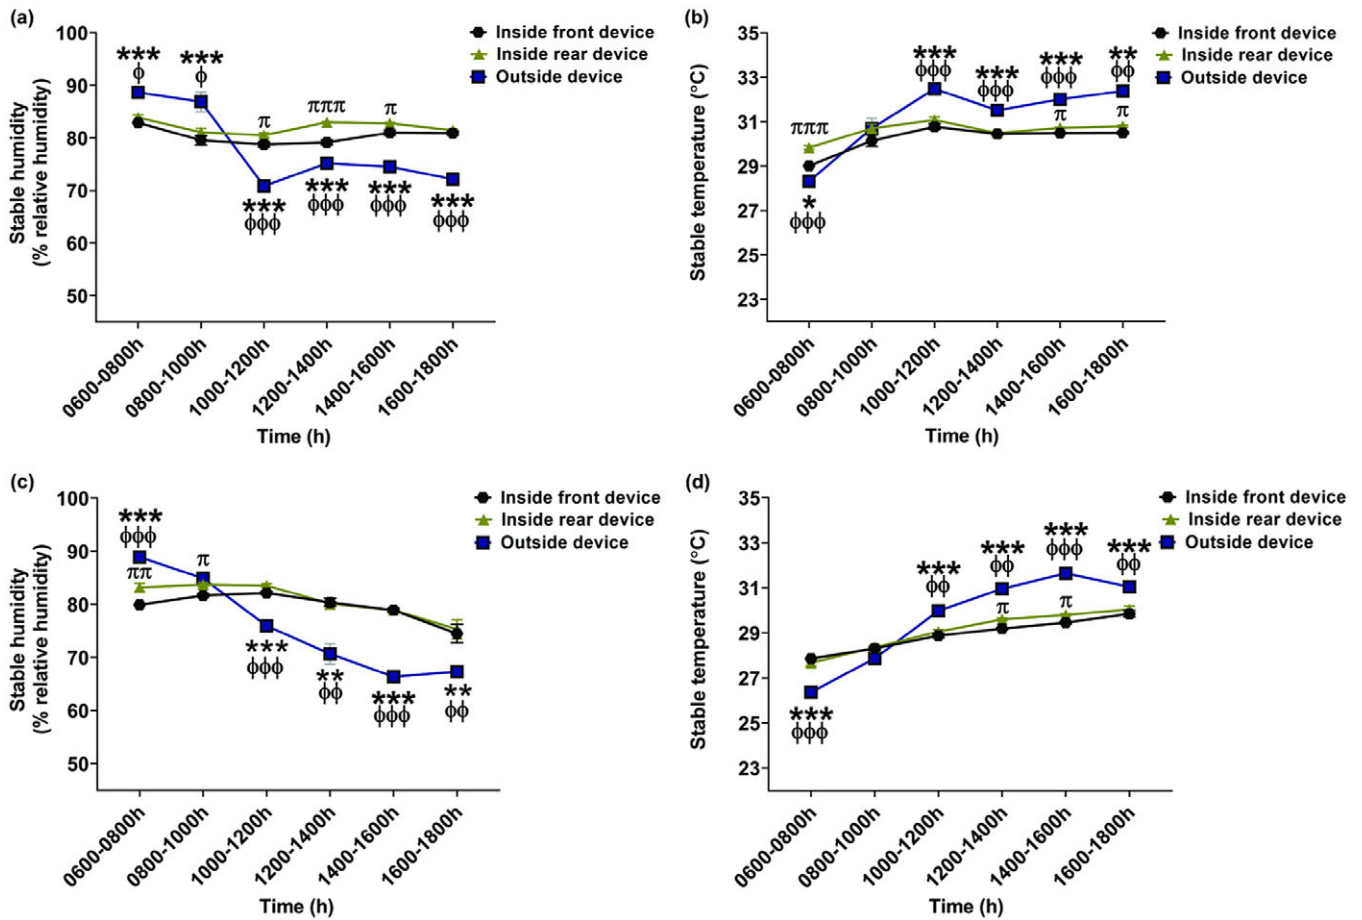 (a)
100
90
80
70
60
50
Stable humidity
(% relative humidity)
Inside front device
Inside rear device
Outside device
***
ϕ
***
ϕ
π
πππ
π
***
ϕϕϕ
***
ϕϕϕ
***
ϕϕϕ
***
ϕϕϕ
0600-0800h
0800-1000h
1000-1200h
1200-1400h
1400-1600h
1600-1800h
Time (h)
(b)
35
33
31
29
27
25
23
Stable temperature (°C)
Inside front device
Inside rear device
Outside device
πππ
*
ϕϕϕ
***
ϕϕϕ
***
ϕϕϕ
***
ϕϕϕ
π
**
ϕϕ
π
0600-0800h
0800-1000h
1000-1200h
1200-1400h
1400-1600h
1600-1800h
Time (h)
(c)
100
90
80
70
60
50
Stable humidity
(% relative humidity)
Inside front device
Inside rear device
Outside device
***
ϕϕϕ
ππ
π
***
ϕϕϕ
**
ϕϕ
***
ϕϕϕ
**
ϕϕ
0600-0800h
0800-1000h
1000-1200h
1200-1400h
1400-1600h
1600-1800h
Time (h)
(d)
35
33
31
29
27
25
23
Stable temperature (°C)
Inside front device
Inside rear device
Outside device
***
ϕϕϕ
***
ϕϕ
***
ϕϕ
π
***
ϕϕϕ
π
***
ϕϕ
0600-0800h
0800-1000h
1000-1200h
1200-1400h
1400-1600h
1600-1800h
Time (h)